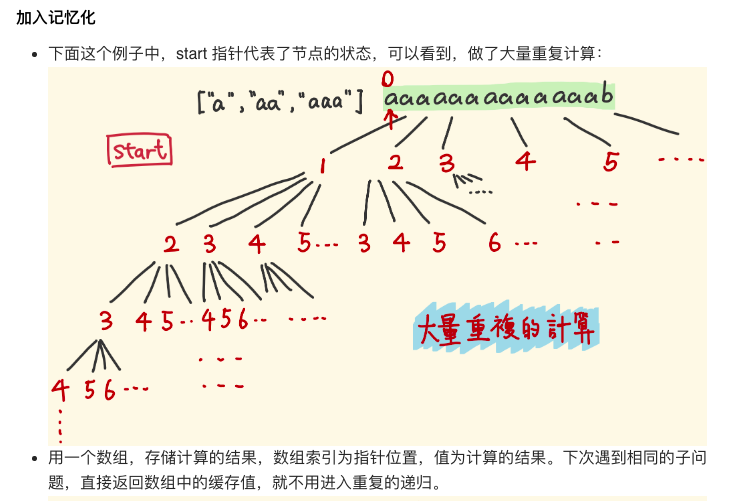 加入记忆化
下面这个例子中，start 指针代表了节点的状态，可以看到，做了大量重复计算：
0
["a","aa","aaa"] aaaaaaaaaaaaab
start
1 2 3 4 5 ····
2 3 4 5··· 3 4 5 6 ···
3 4 5·· 4 5 6·· ····
大量重複的計算
4 5 6 ···
用一个数组，存储计算的结果，数组索引为指针位置，值为计算的结果。下次遇到相同的子问
题，直接返回数组中的缓存值，就不用进入重复的递归。